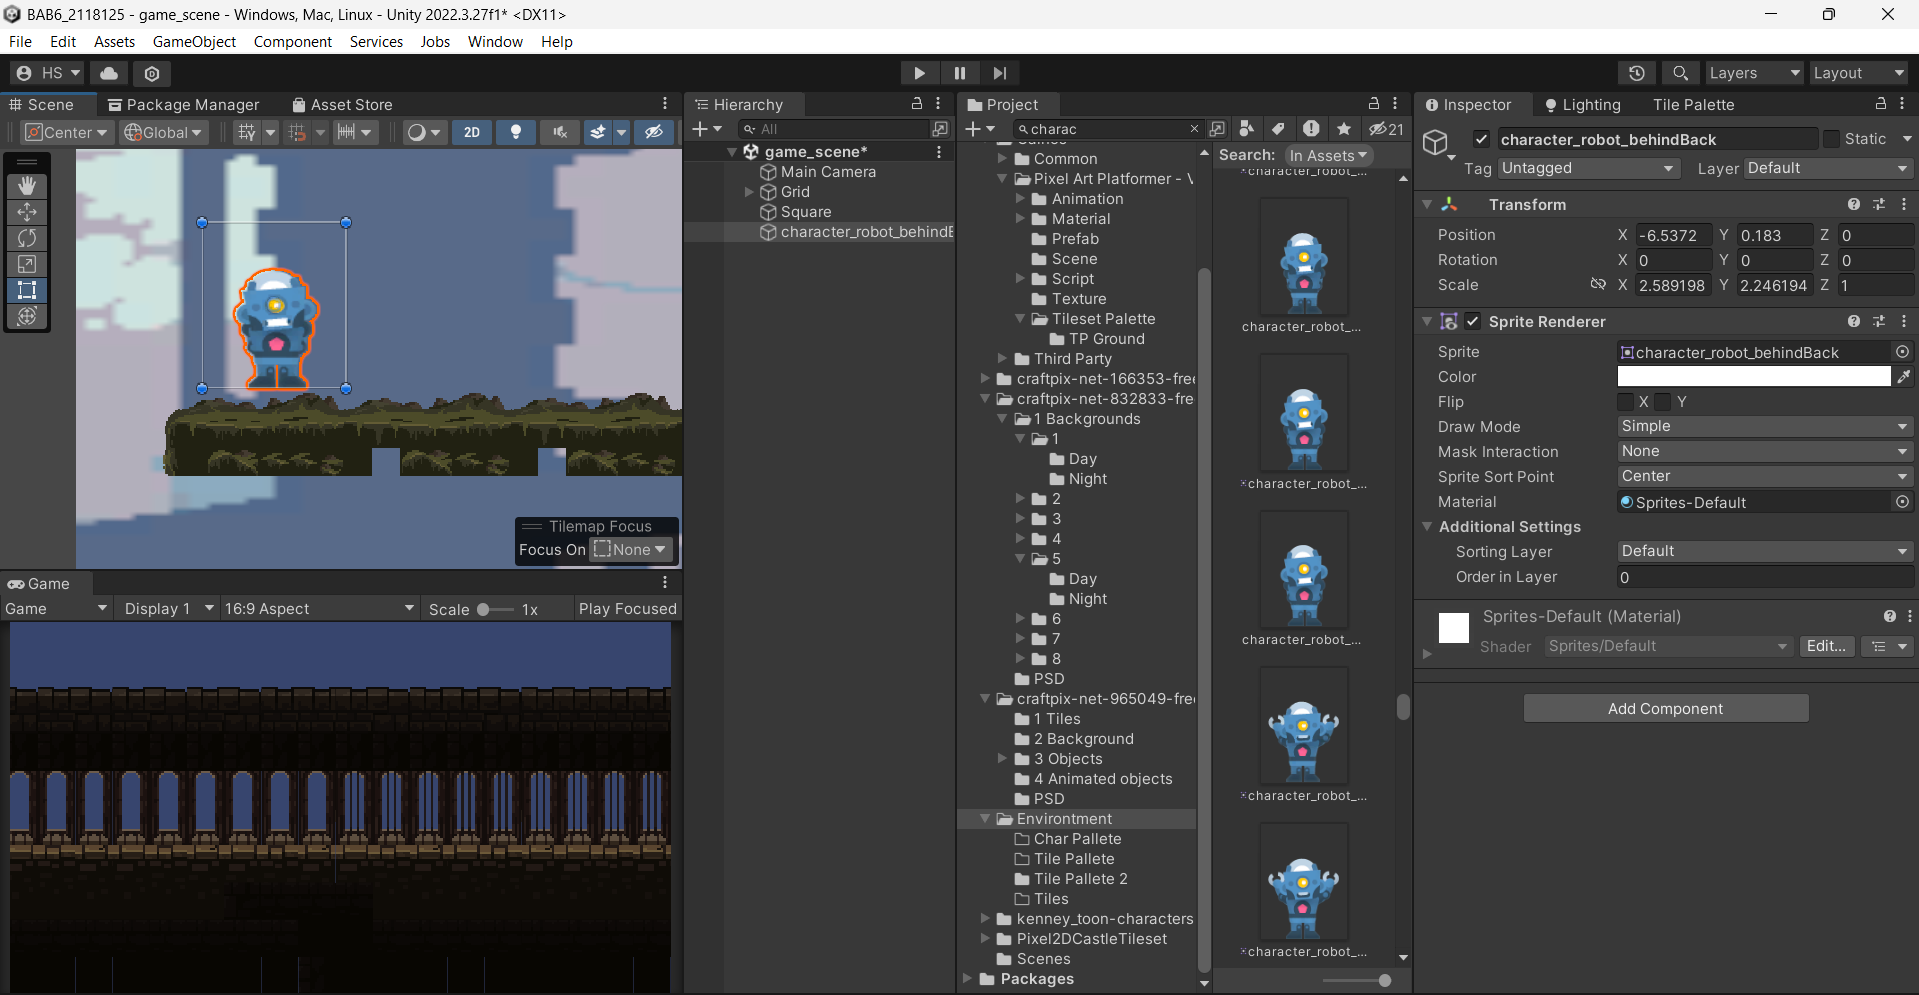 BAB6_2118125 - game_scene - Windows, Mac, Linux - Unity 2022.3.27f1* <DX11>
File Edit Assets GameObject Component Services Jobs Window Help
HS
Layers
Layout
Scene
Package Manager
Asset Store
Center
Global
2D
Tilemap Focus
Focus On
None
Game
Game
Display 1
16:9 Aspect
Scale
1x
Play Focused
Hierarchy
All
game_scene*
Main Camera
Grid
Square
character_robot_behindB
Project
charac
21
Common
Pixel Art Platformer - V
Animation
Material
Prefab
Scene
Script
Texture
Tileset Palette
TP Ground
Third Party
craftpix-net-166353-free
craftpix-net-832833-fre
1 Backgrounds
1
Day
Night
2
3
4
5
Day
Night
6
7
8
PSD
craftpix-net-965049-free
1 Tiles
2 Background
3 Objects
4 Animated objects
PSD
Environtment
Char Pallete
Tile Pallete
Tile Pallete 2
Tiles
kenney_toon-characters
Pixel2DCastleTileset
Scenes
Packages
Search:
In Assets
character_robot_...
character_robot_...
character_robot_...
character_robot_...
character_robot_...
character_robot_...
Inspector
Lighting
Tile Palette
character_robot_behindBack
Static
Tag
Untagged
Layer
Default
Transform
Position X -6.5372 Y 0.183 Z 0
Rotation X 0 Y 0 Z 0
Scale X 2.589198 Y 2.246194 Z 1
Sprite Renderer
Sprite
character_robot_behindBack
Color
Flip X Y
Draw Mode
Simple
Mask Interaction
None
Sprite Sort Point
Center
Material
Sprites-Default
Additional Settings
Sorting Layer
Default
Order in Layer
0
Sprites-Default (Material)
Shader
Sprites/Default
Edit...
Add Component